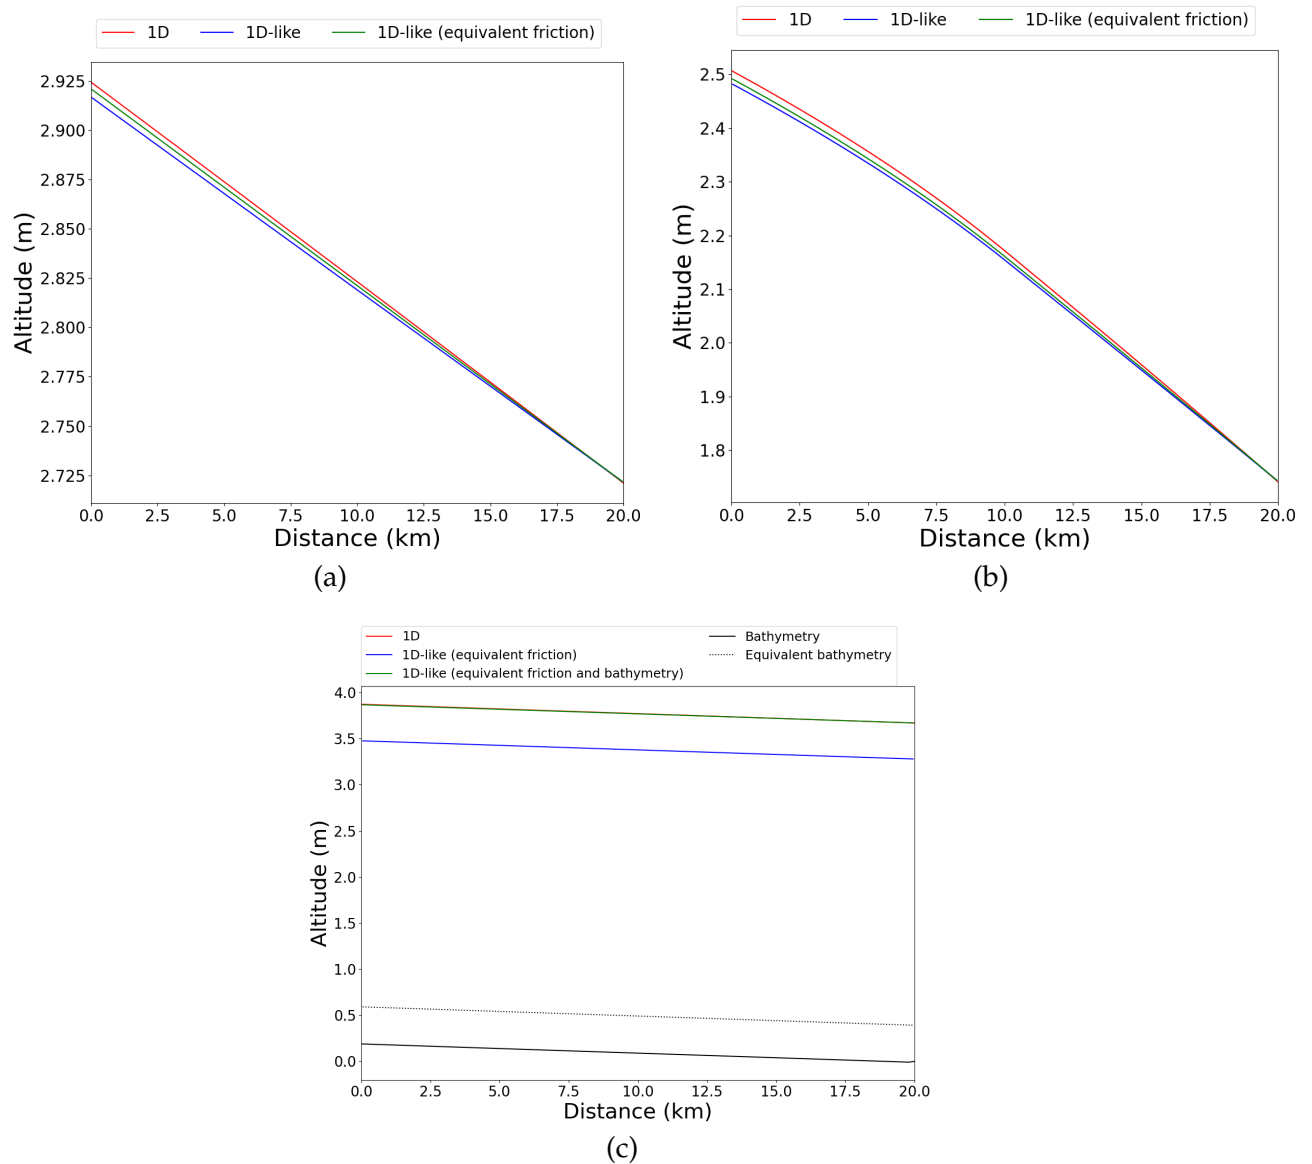 1D 1D-like 1D-like (equivalent friction)
2.925
2.900
2.875
2.850
2.825
2.800
2.775
2.750
2.725
Altitude (m)
0.0 2.5 5.0 7.5 10.0 12.5 15.0 17.5 20.0
Distance (km)
(a)
1D 1D-like 1D-like (equivalent friction)
2.5
2.4
2.3
2.2
2.1
2.0
1.9
1.8
Altitude (m)
0.0 2.5 5.0 7.5 10.0 12.5 15.0 17.5 20.0
Distance (km)
(b)
1D Bathymetry
1D-like (equivalent friction) Equivalent bathymetry
1D-like (equivalent friction and bathymetry)
4.0
3.5
3.0
2.5
2.0
1.5
1.0
0.5
0.0
Altitude (m)
0.0 2.5 5.0 7.5 10.0 12.5 15.0 17.5 20.0
Distance (km)
(c)